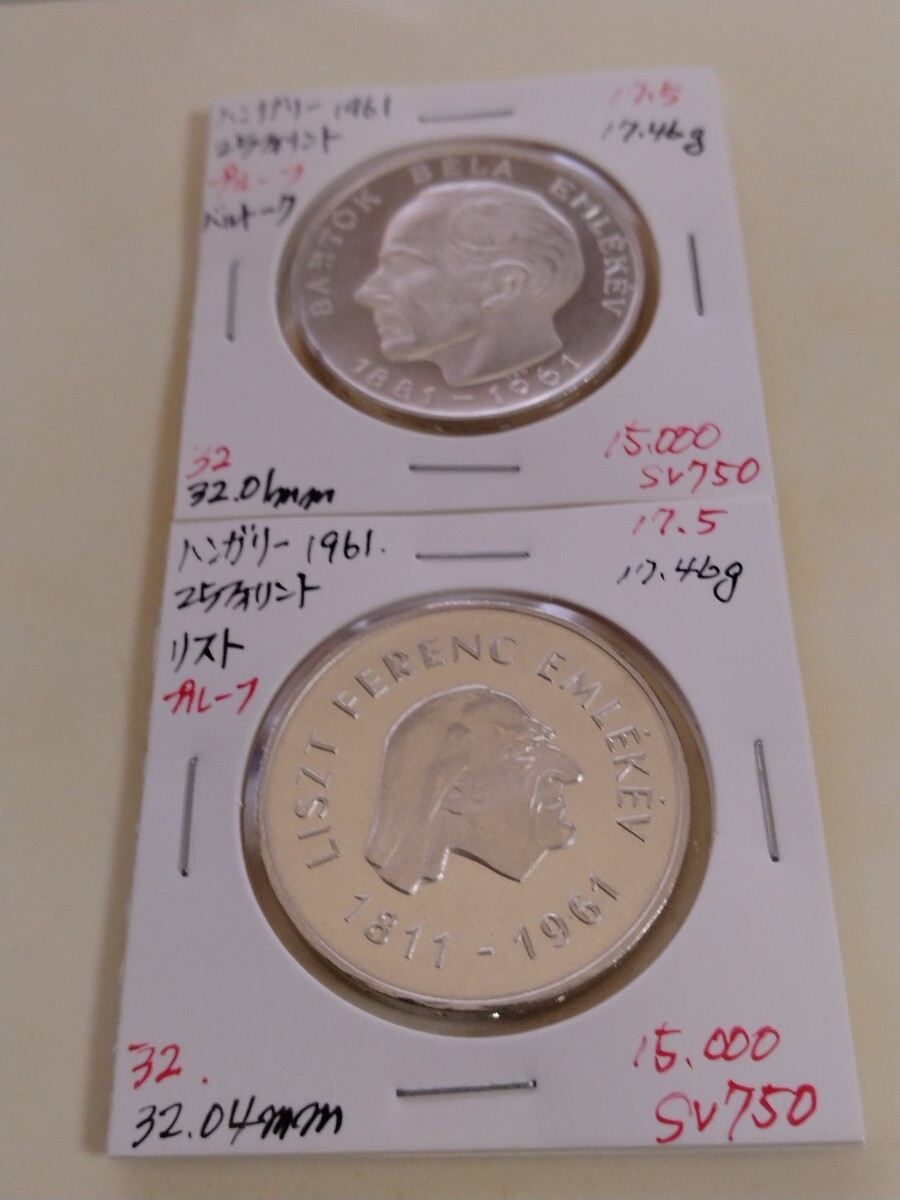 ハンガリー 1961
25フォリント
プルーフ
バルトーク
17.5
17.46g
BARTÓK BÉLA EMLÉKÉV
1881-1961
32
32.01mm
15.000
SV750
ハンガリー 1961.
25フォリント
リスト
プルーフ
17.5
17.46g
LISZT FERENC EMLÉKÉV
1811-1961
32.
32.04mm
15.000
SV750